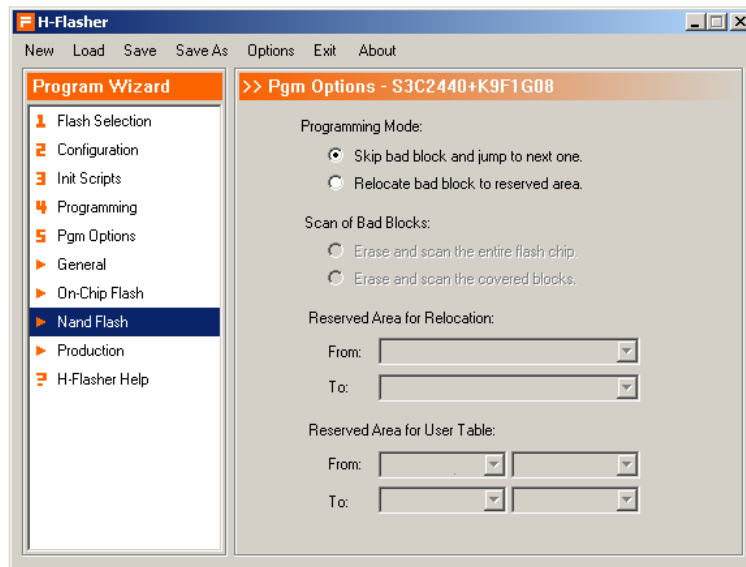 H-Flasher
New Load Save Save As Options Exit About
Program Wizard
1 Flash Selection
2 Configuration
3 Init Scripts
4 Programming
5 Pgm Options
General
On-Chip Flash
Nand Flash
Production
? H-Flasher Help
>> Pgm Options - S3C2440+K9F1G08
Programming Mode:
Skip bad block and jump to next one.
Relocate bad block to reserved area.
Scan of Bad Blocks:
Erase and scan the entire flash chip.
Erase and scan the covered blocks.
Reserved Area for Relocation:
From:
To:
Reserved Area for User Table:
From:
To: